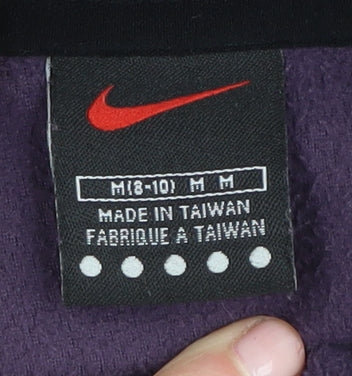 M(8-10) M M
MADE IN TAIWAN
FABRIQUE A TAIWAN